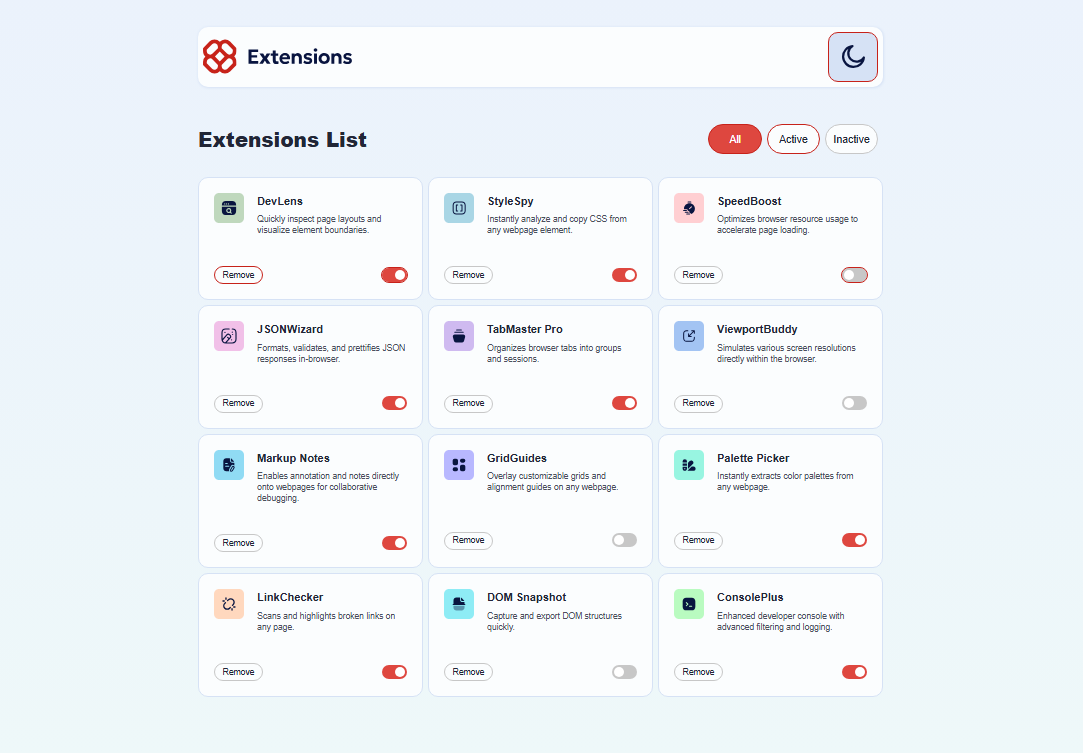 Extensions
Extensions List
All
Active
Inactive
DevLens
Quickly inspect page layouts and
visualize element boundaries.
Remove
StyleSpy
Instantly analyze and copy CSS from
any webpage element.
Remove
SpeedBoost
Optimizes browser resource usage to
accelerate page loading.
Remove
JSONWizard
Formats, validates, and prettifies JSON
responses in-browser.
Remove
TabMaster Pro
Organizes browser tabs into groups
and sessions.
Remove
ViewportBuddy
Simulates various screen resolutions
directly within the browser.
Remove
Markup Notes
Enables annotation and notes directly
onto webpages for collaborative
debugging.
Remove
GridGuides
Overlay customizable grids and
alignment guides on any webpage.
Remove
Palette Picker
Instantly extracts color palettes from
any webpage.
Remove
LinkChecker
Scans and highlights broken links on
any page.
Remove
DOM Snapshot
Capture and export DOM structures
quickly.
Remove
ConsolePlus
Enhanced developer console with
advanced filtering and logging.
Remove